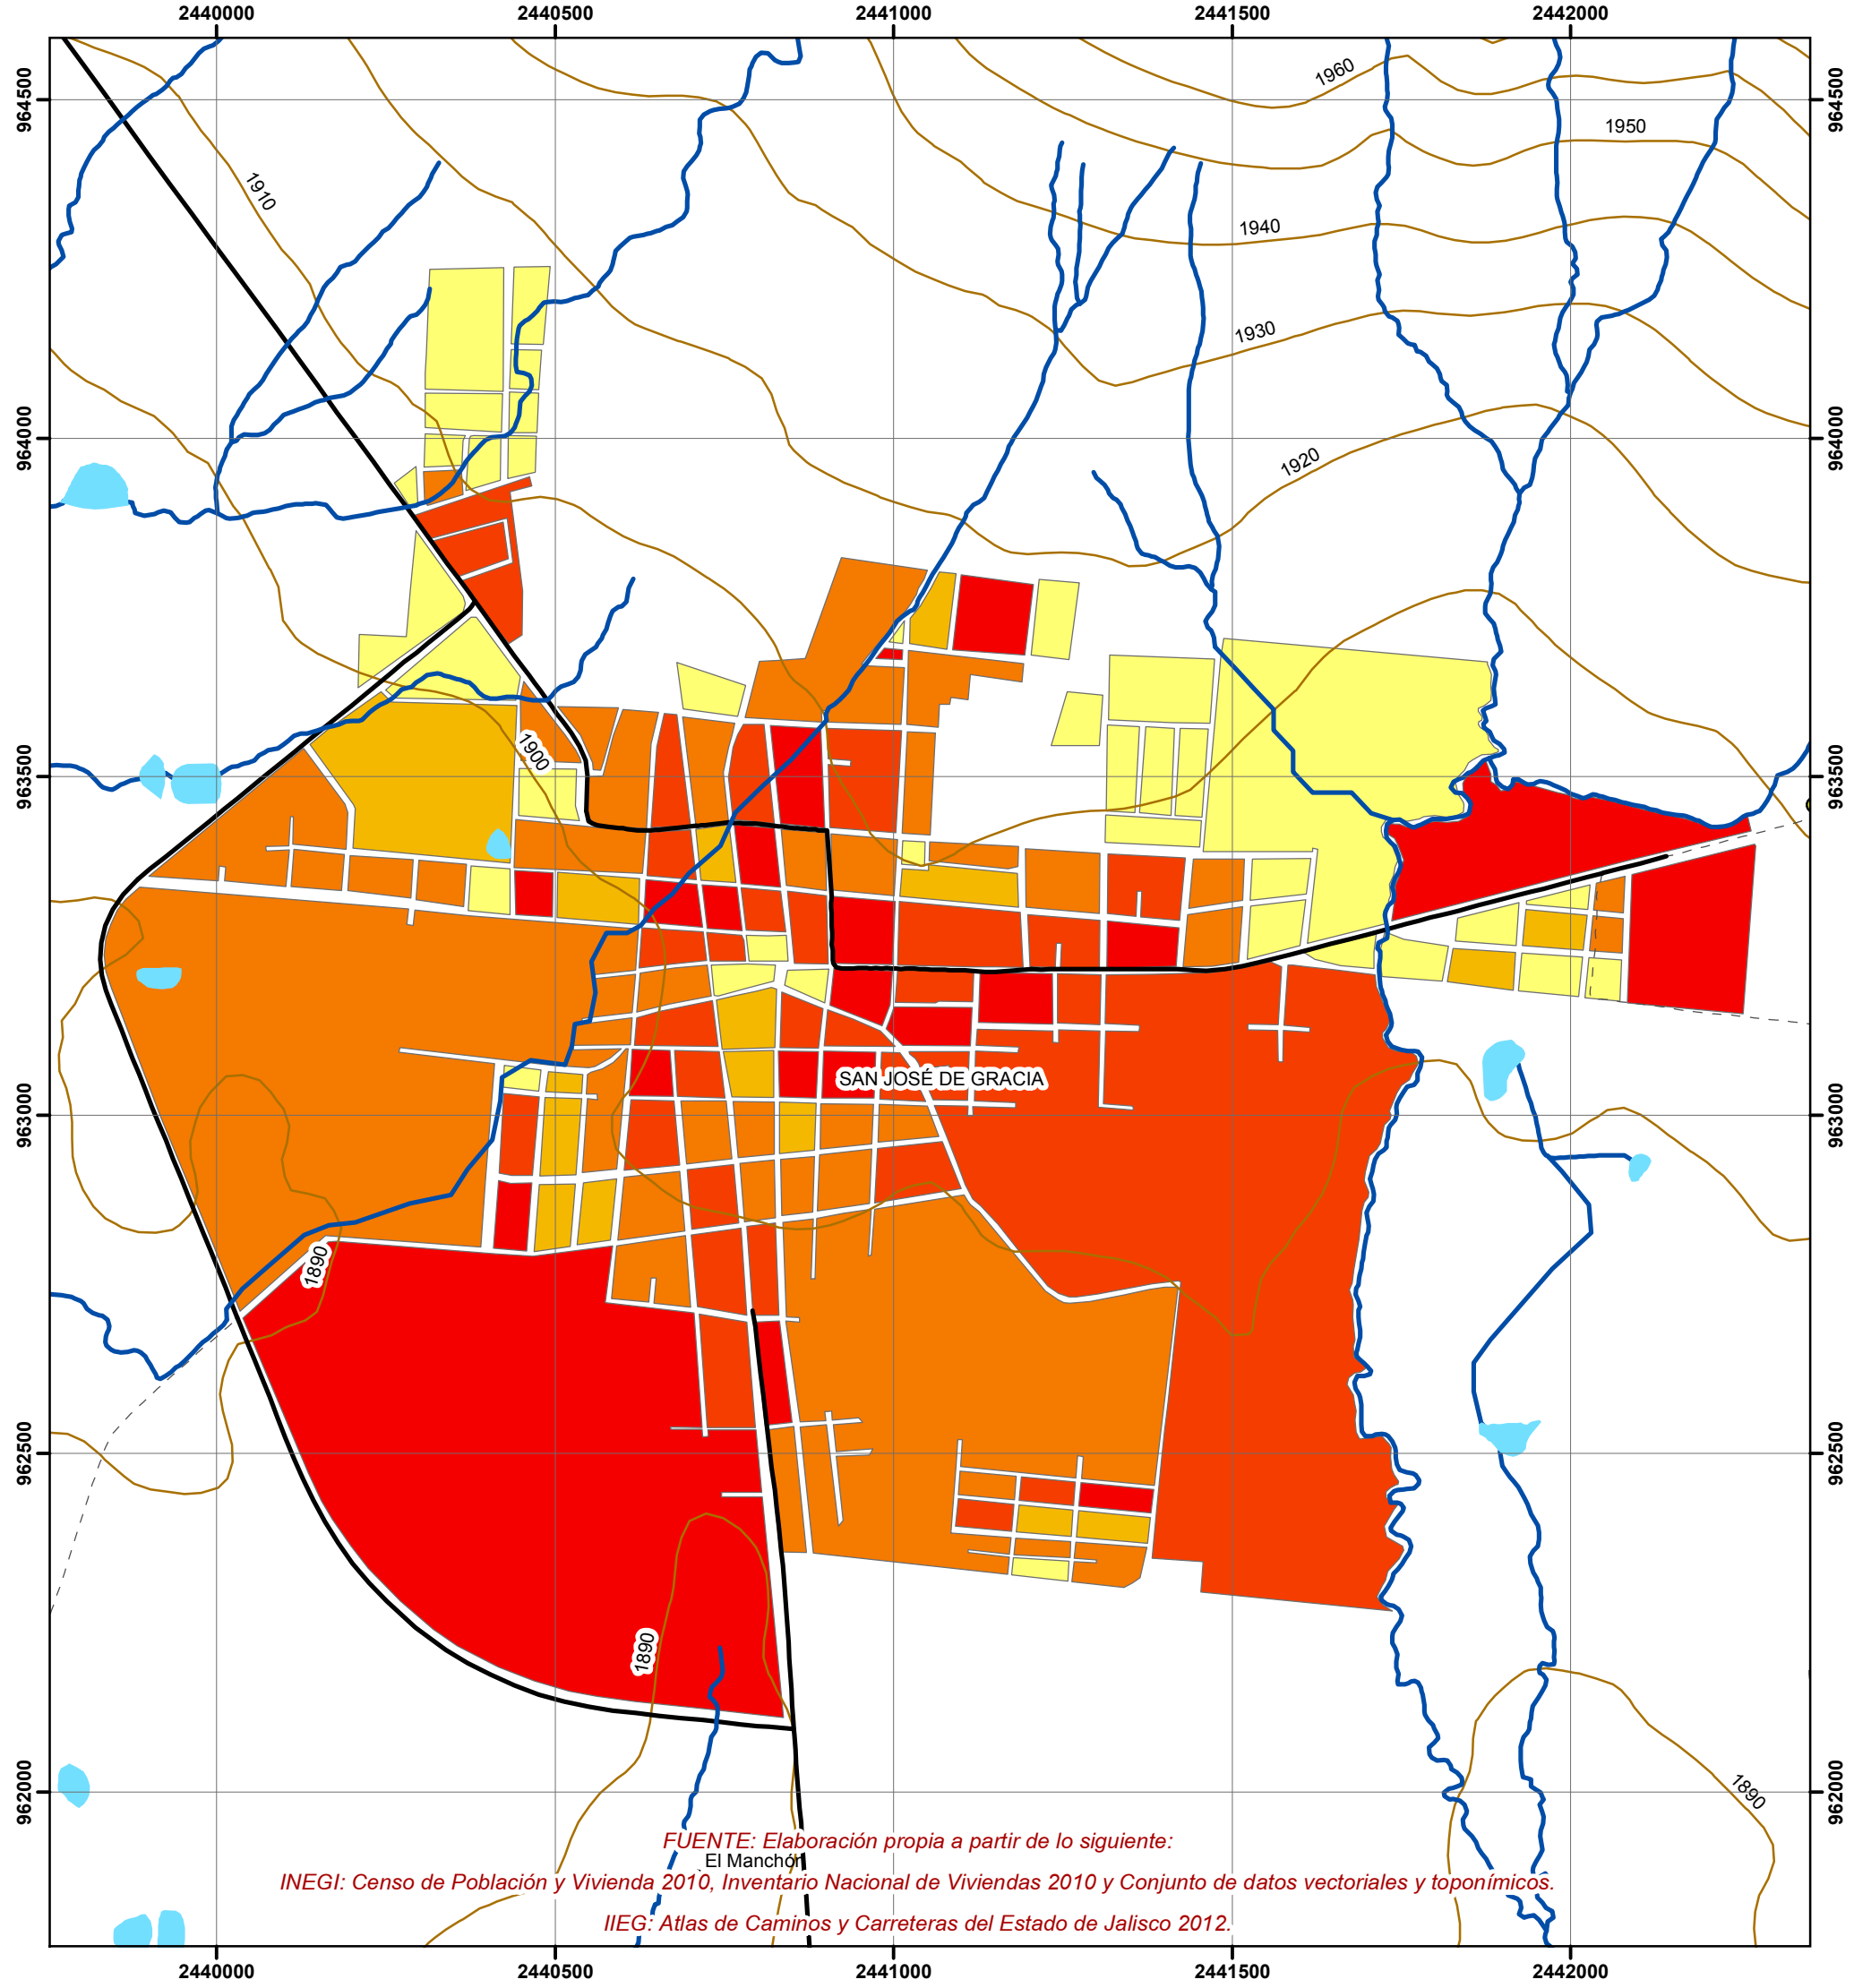 2440000 2440500 2441000 2441500 2442000
964500 964500
1960
1950
1910
1940
1930
964000 964000
1920
963500 963500
1900
SAN JOSÉ DE GRACIA
963000 963000
1890
962500 962500
1890
962000 962000
1890
FUENTE: Elaboración propia a partir de lo siguiente:
El Manchón
INEGI: Censo de Población y Vivienda 2010, Inventario Nacional de Viviendas 2010 y Conjunto de datos vectoriales y toponímicos.
IIEG: Atlas de Caminos y Carreteras del Estado de Jalisco 2012.
2440000 2440500 2441000 2441500 2442000